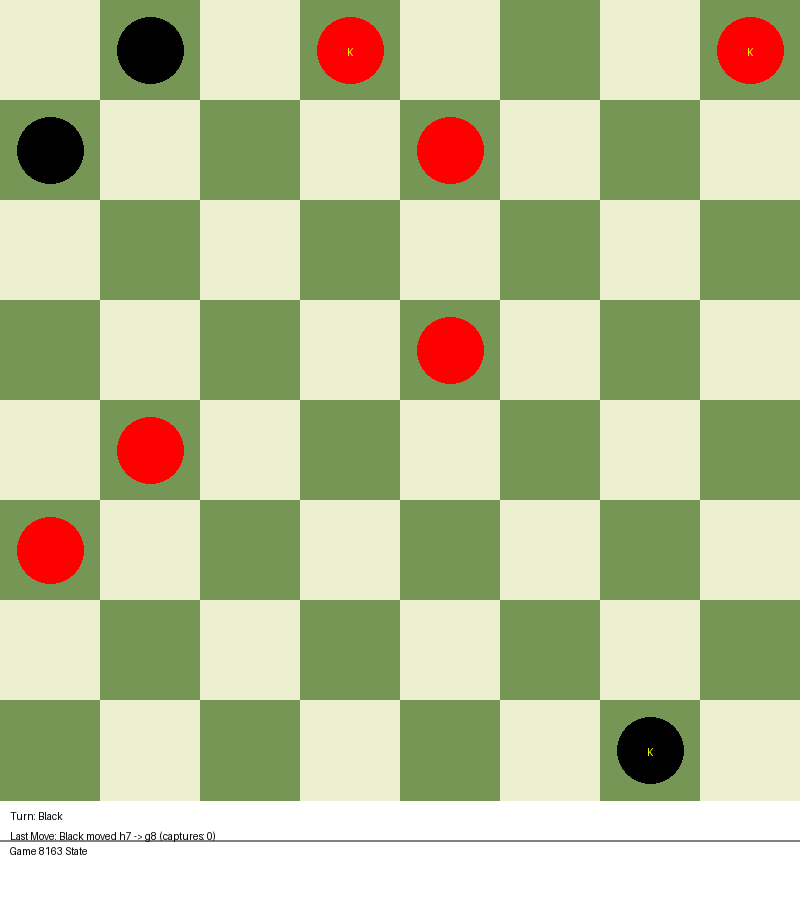 K
K
K
Turn: Black
Last Move: Black moved h7 -> g8 (captures: 0)
Game 8163 State